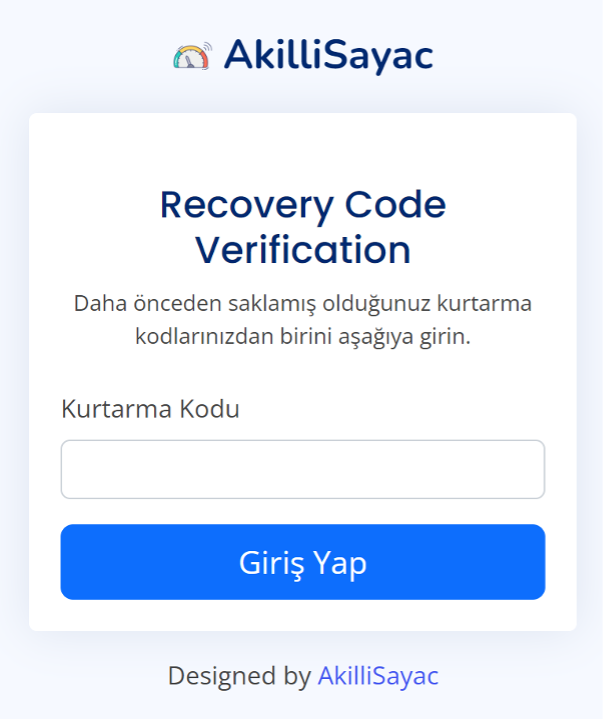 AkilliSayac
Recovery Code
Verification
Daha önceden saklamış olduğunuz kurtarma
kodlarınızdan birini aşağıya girin.
Kurtarma Kodu
Giriş Yap
Designed by AkilliSayac